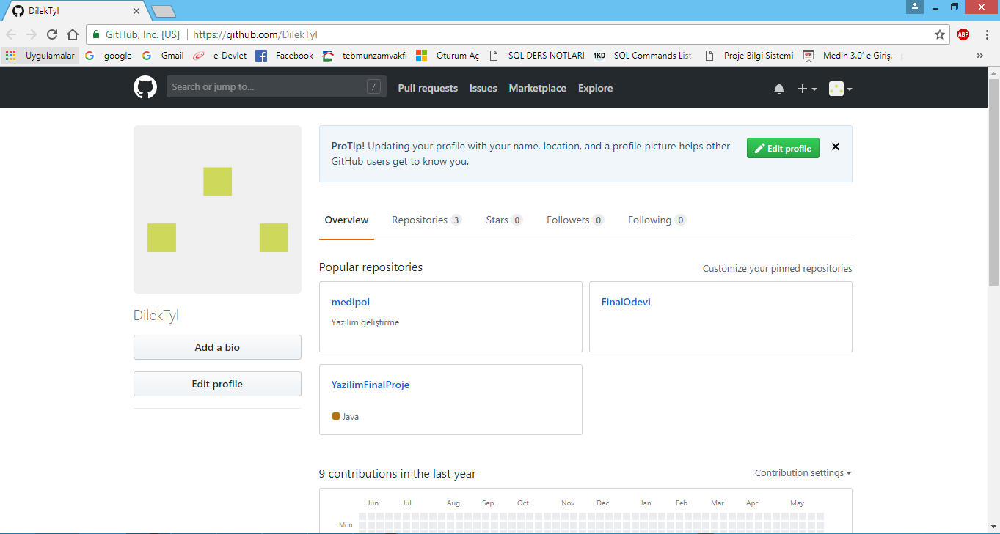 DilekTyl
GitHub, Inc. [US] https://github.com/DilekTyl
ABP
Uygulamalar google Gmail e-Devlet Facebook tebmunzamvakfi Oturum Aç SQL DERS NOTLARI 1KD SQL Commands List Proje Bilgi Sistemi Medin 3.0' e Giriş. - »
Search or jump to... / Pull requests Issues Marketplace Explore
ProTip! Updating your profile with your name, location, and a profile picture helps other
GitHub users get to know you.
Edit profile
Overview Repositories 3 Stars 0 Followers 0 Following 0
Popular repositories
Customize your pinned repositories
medipol
Yazılım geliştirme
FinalOdevi
YazilimFinalProje
Java
DilekTyl
Add a bio
Edit profile
9 contributions in the last year
Contribution settings
Jun Jul Aug Sep Oct Nov Dec Jan Feb Mar Apr May
Mon